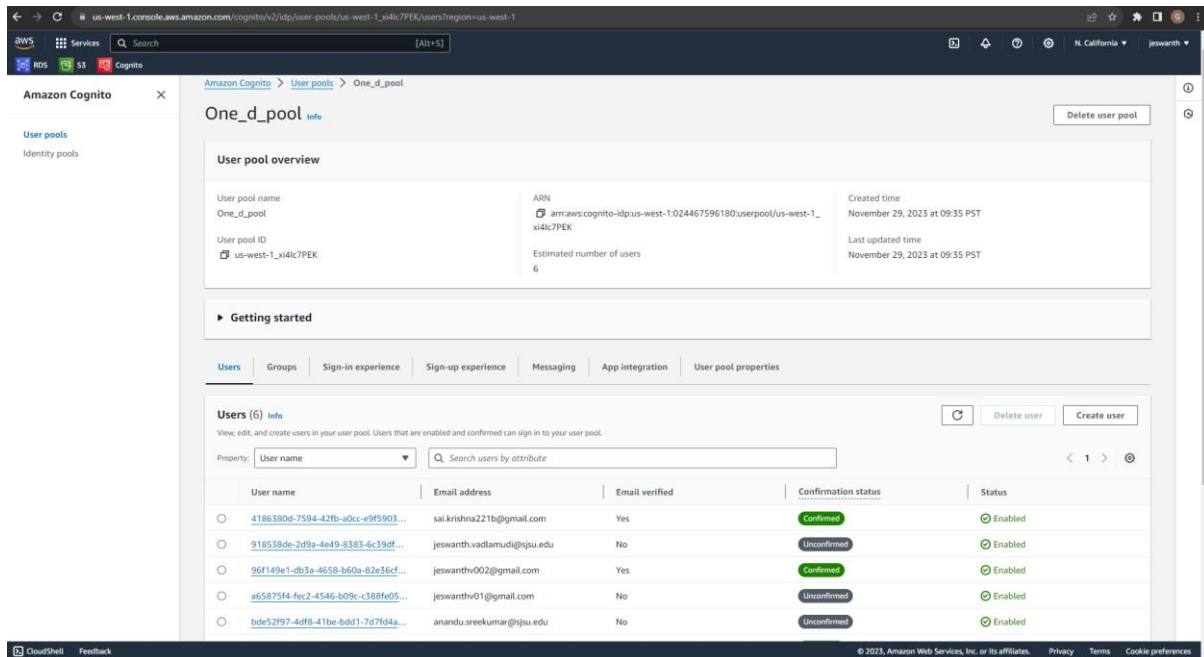 us-west-1.console.aws.amazon.com/cognito/v2/idp/user-pools/us-west-1_xi4Ic7PEK/users?region=us-west-1
aws Services Search [Alt+S] N. California jeswanth
RDS S3 Cognito
Amazon Cognito
User pools
Identity pools
Amazon Cognito > User pools > One_d_pool
One_d_pool Info
Delete user pool
User pool overview
User pool name
One_d_pool
User pool ID
us-west-1_xi4Ic7PEK
ARN
arn:aws:cognito-idp:us-west-1:024467596180:userpool/us-west-1_
xi4Ic7PEK
Estimated number of users
6
Created time
November 29, 2023 at 09:35 PST
Last updated time
November 29, 2023 at 09:35 PST
Getting started
Users Groups Sign-in experience Sign-up experience Messaging App integration User pool properties
Users (6) Info
Delete user Create user
View, edit, and create users in your user pool. Users that are enabled and confirmed can sign in to your user pool.
Property: User name Search users by attribute 1
User name Email address Email verified Confirmation status Status
4186380d-7594-42fb-a0cc-e9f5903... sai.krishna221b@gmail.com Yes Confirmed Enabled
918538de-2d9a-4e49-8383-6c39df... jeswanth.vadlamudi@sjsu.edu No Unconfirmed Enabled
96f149e1-db3a-4658-b60a-82e36cf... jeswanthv002@gmail.com Yes Confirmed Enabled
a65875f4-fec2-4546-b09c-c388fe05... jeswanthv01@gmail.com No Unconfirmed Enabled
bde52f97-4df8-41be-bdd1-7d7fd4a... anandu.sreekumar@sjsu.edu No Unconfirmed Enabled
CloudShell Feedback © 2023, Amazon Web Services, Inc. or its affiliates. Privacy Terms Cookie preferences